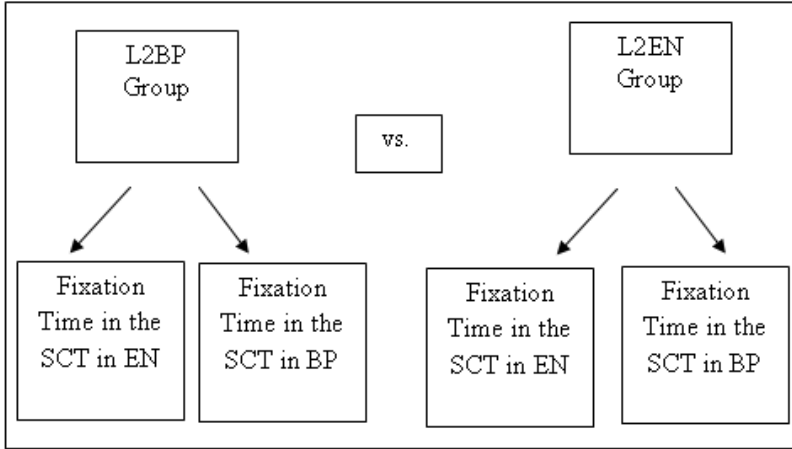 L2BP
Group
vs.
L2EN
Group
Fixation
Time in the
SCT in EN
Fixation
Time in the
SCT in BP
Fixation
Time in the
SCT in EN
Fixation
Time in the
SCT in BP